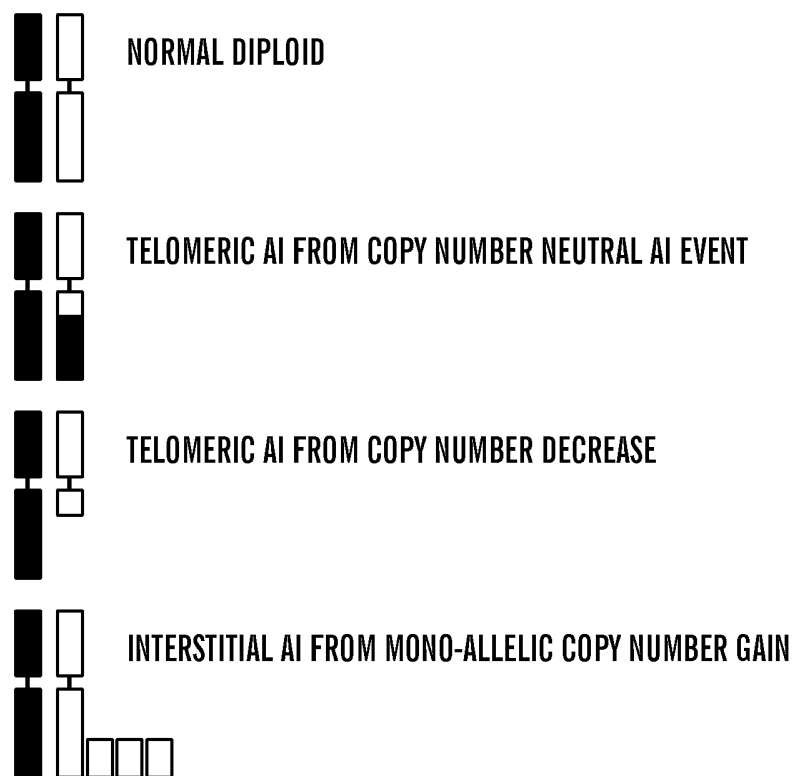 NORMAL DIPLOID
TELOMERIC AI FROM COPY NUMBER NEUTRAL AI EVENT
TELOMERIC AI FROM COPY NUMBER DECREASE
INTERSTITIAL AI FROM MONO-ALLELIC COPY NUMBER GAIN